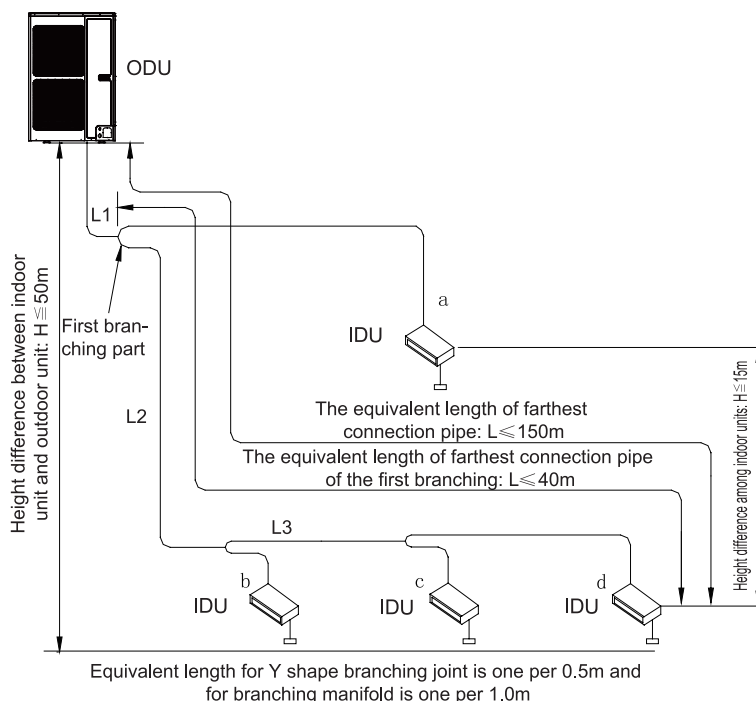 ODU
L1
First bran-
ching part
Height difference between indoor
unit and outdoor unit: H≦50m
a
IDU
L2
The equivalent length of farthest
connection pipe: L≦150m
The equivalent length of farthest connection pipe
of the first branching: L≦40m
Height difference among indoor units: H≦15m
L3
b
IDU
c
IDU
d
IDU
Equivalent length for Y shape branching joint is one per 0.5m and
for branching manifold is one per 1.0m